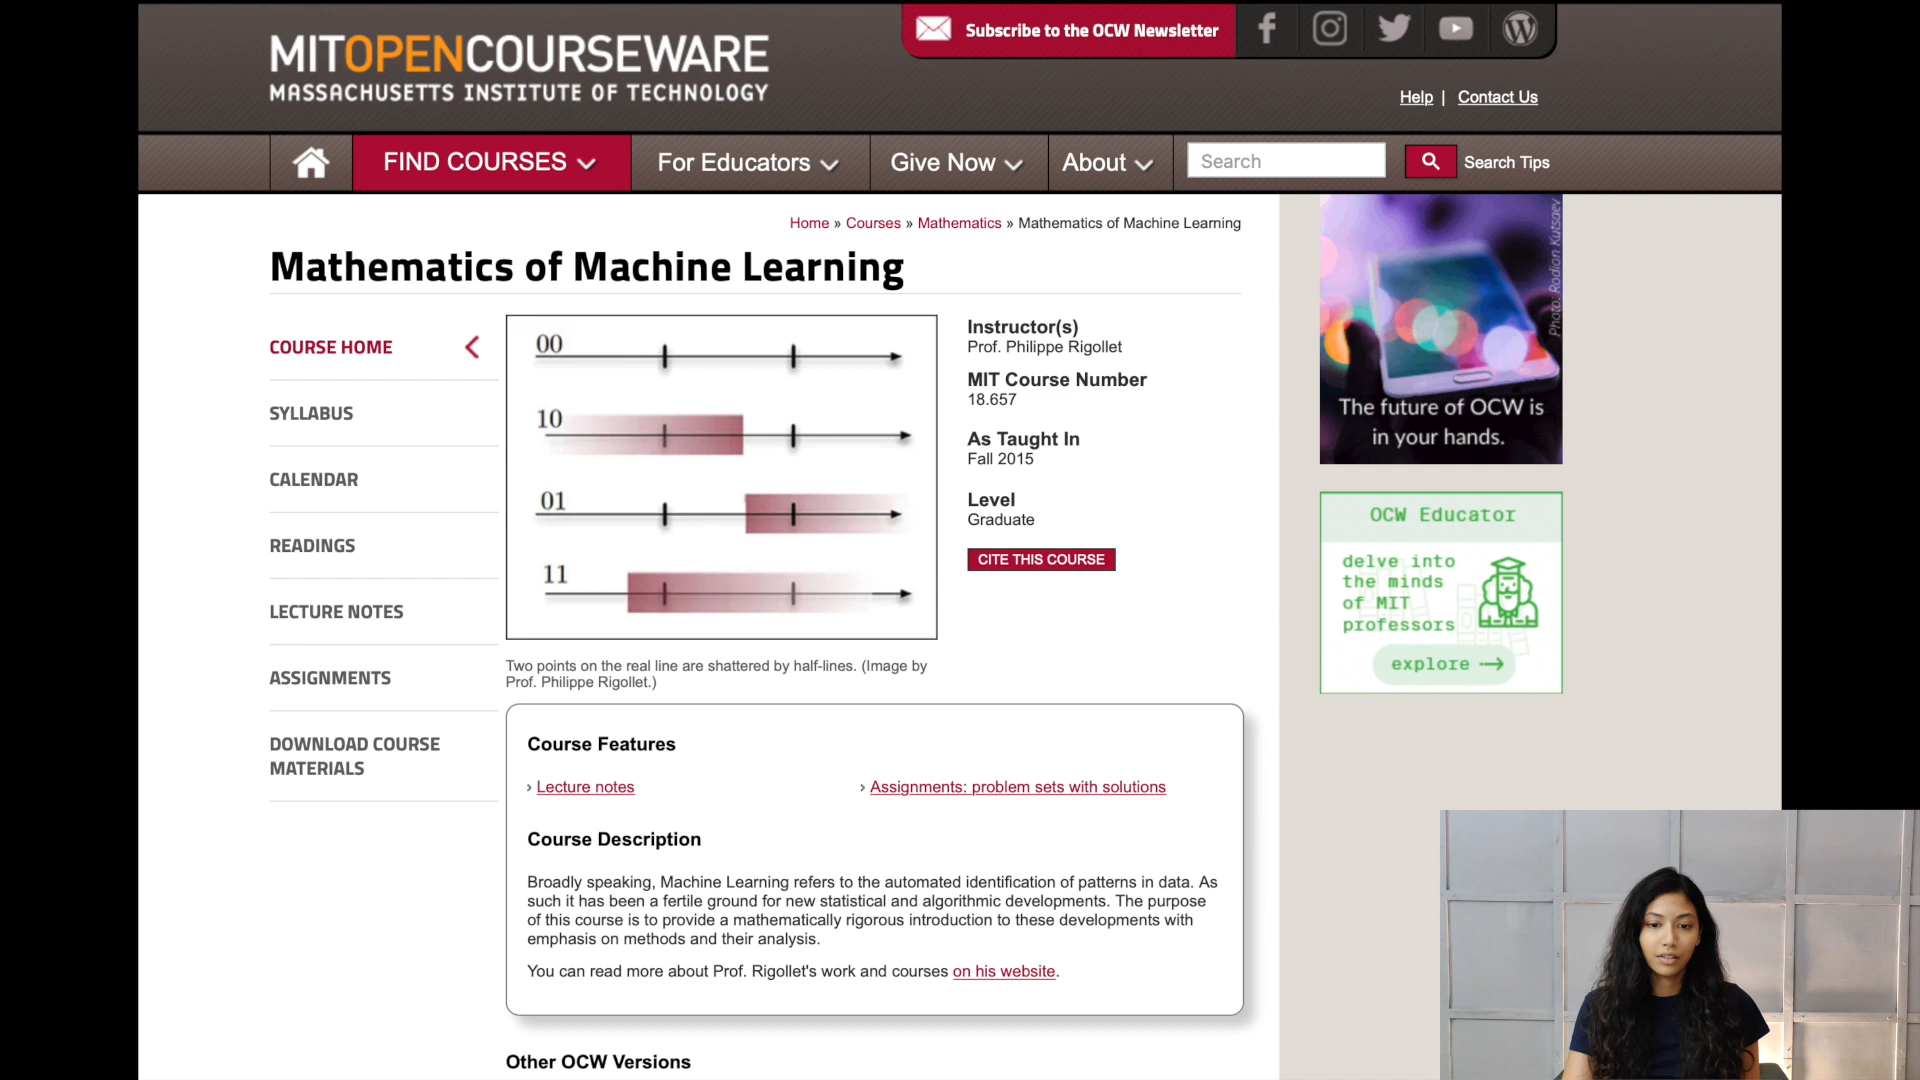 Subscribe to the OCW Newsletter
MITOPENCOURSEWARE
MASSACHUSETTS INSTITUTE OF TECHNOLOGY
Help | Contact Us
FIND COURSES
For Educators
Give Now
About
Search
Search Tips
Home » Courses » Mathematics » Mathematics of Machine Learning
Mathematics of Machine Learning
COURSE HOME
SYLLABUS
CALENDAR
READINGS
LECTURE NOTES
ASSIGNMENTS
DOWNLOAD COURSE
MATERIALS
00
10
01
11
Two points on the real line are shattered by half-lines. (Image by
Prof. Philippe Rigollet.)
Instructor(s)
Prof. Philippe Rigollet
MIT Course Number
18.657
As Taught In
Fall 2015
Level
Graduate
CITE THIS COURSE
Course Features
› Lecture notes
› Assignments: problem sets with solutions
Course Description
Broadly speaking, Machine Learning refers to the automated identification of patterns in data. As
such it has been a fertile ground for new statistical and algorithmic developments. The purpose
of this course is to provide a mathematically rigorous introduction to these developments with
emphasis on methods and their analysis.
You can read more about Prof. Rigollet's work and courses on his website.
Other OCW Versions
Photo: Rodion Kutsaev
The future of OCW is
in your hands.
OCW Educator
delve into
the minds
of MIT
professors
explore →